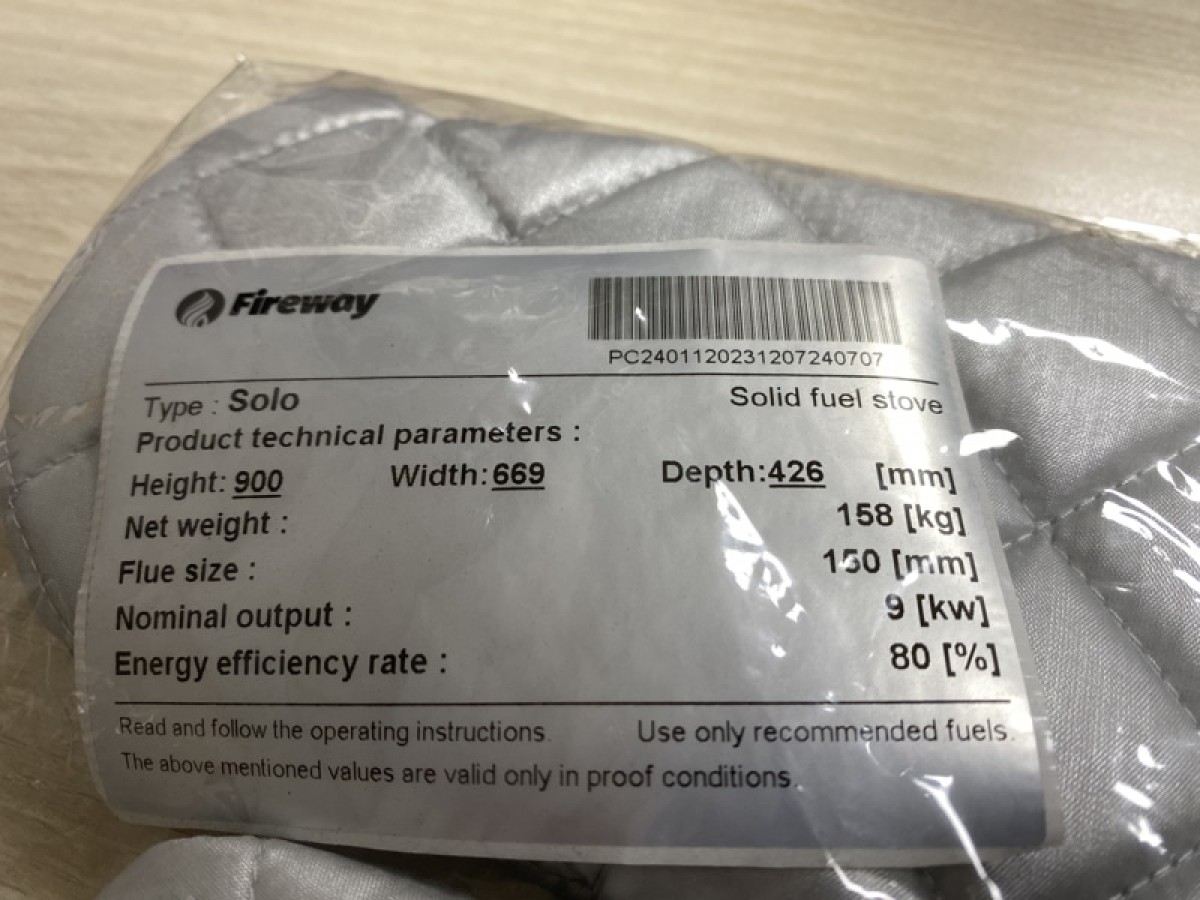 Fireway
PC2401120231207240707
Type : Solo Solid fuel stove
Product technical parameters :
Height: 900 Width: 669 Depth: 426 [mm]
Net weight : 158 [kg]
Flue size : 150 [mm]
Nominal output : 9 [kw]
Energy efficiency rate : 80 [%]
Read and follow the operating instructions. Use only recommended fuels.
The above mentioned values are valid only in proof conditions.